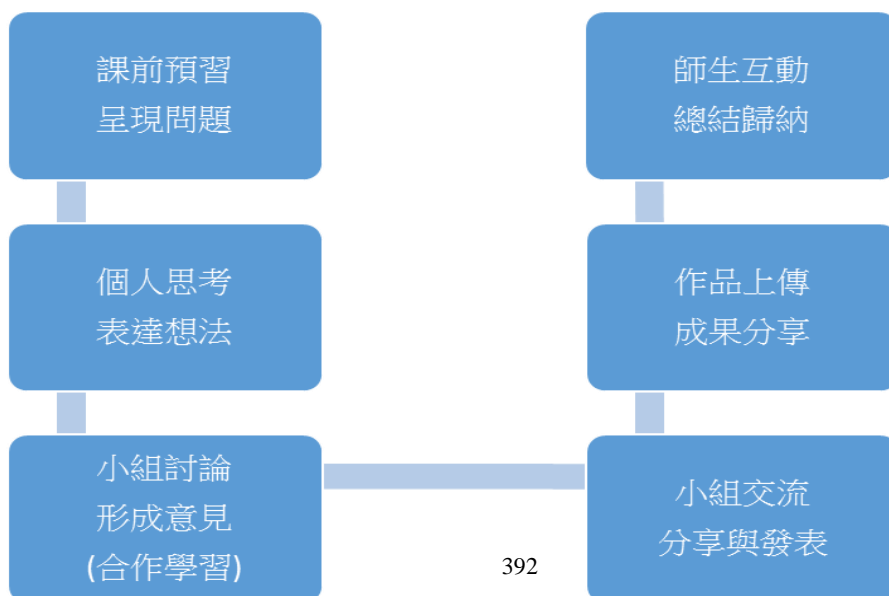 課前預習
呈現問題
個人思考
表達想法
小組討論
形成意見
(合作學習)
小組交流
分享與發表
作品上傳
成果分享
師生互動
總結歸納
392